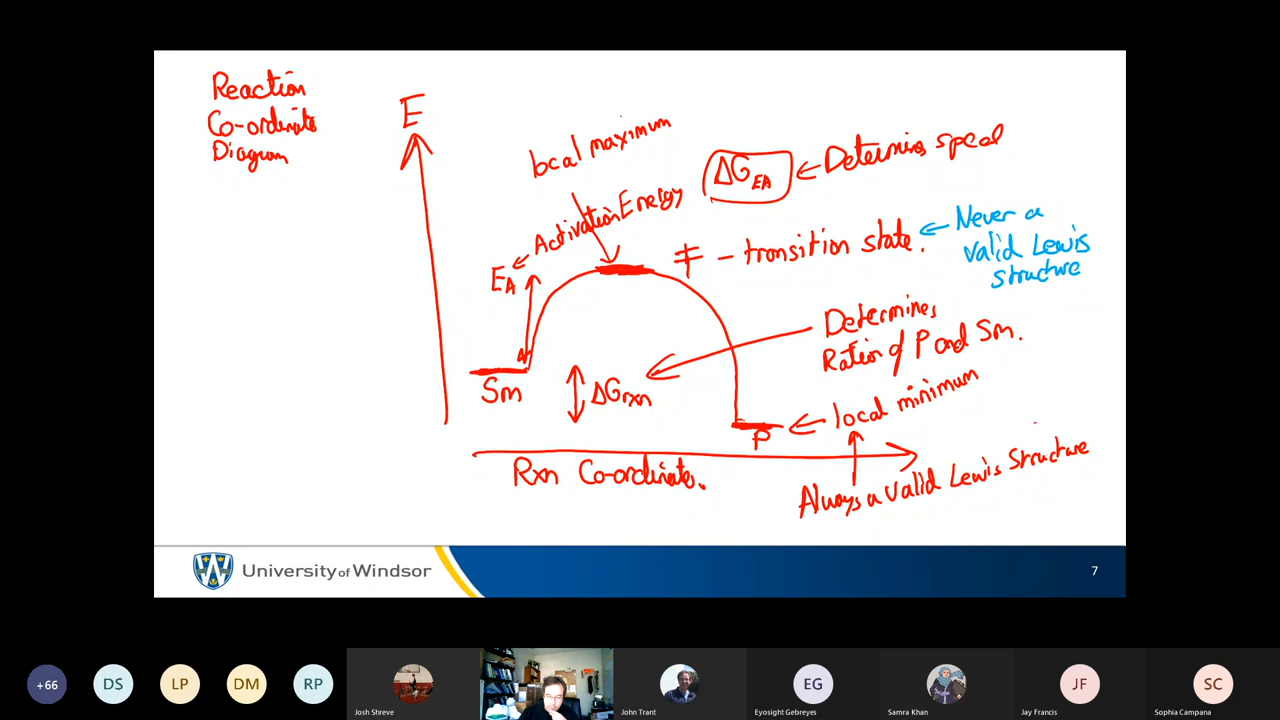 Reaction
Co-ordinate
Diagram
E
local maximum
ΔG EA
Determines speed
Activation Energy
EA
‡ - transition state.
Never a
valid Lewis
structure
Determines
Ratio of P and Sm.
Sm
ΔGrxn
local minimum
P
Rxn Co-ordinate.
Always a valid Lewis Structure
University of Windsor
7
+66
DS
LP
DM
RP
EG
JF
SC
Josh Shreve
John Trant
Eyosight Gebreyes
Samra Khan
Jay Francis
Sophia Campana